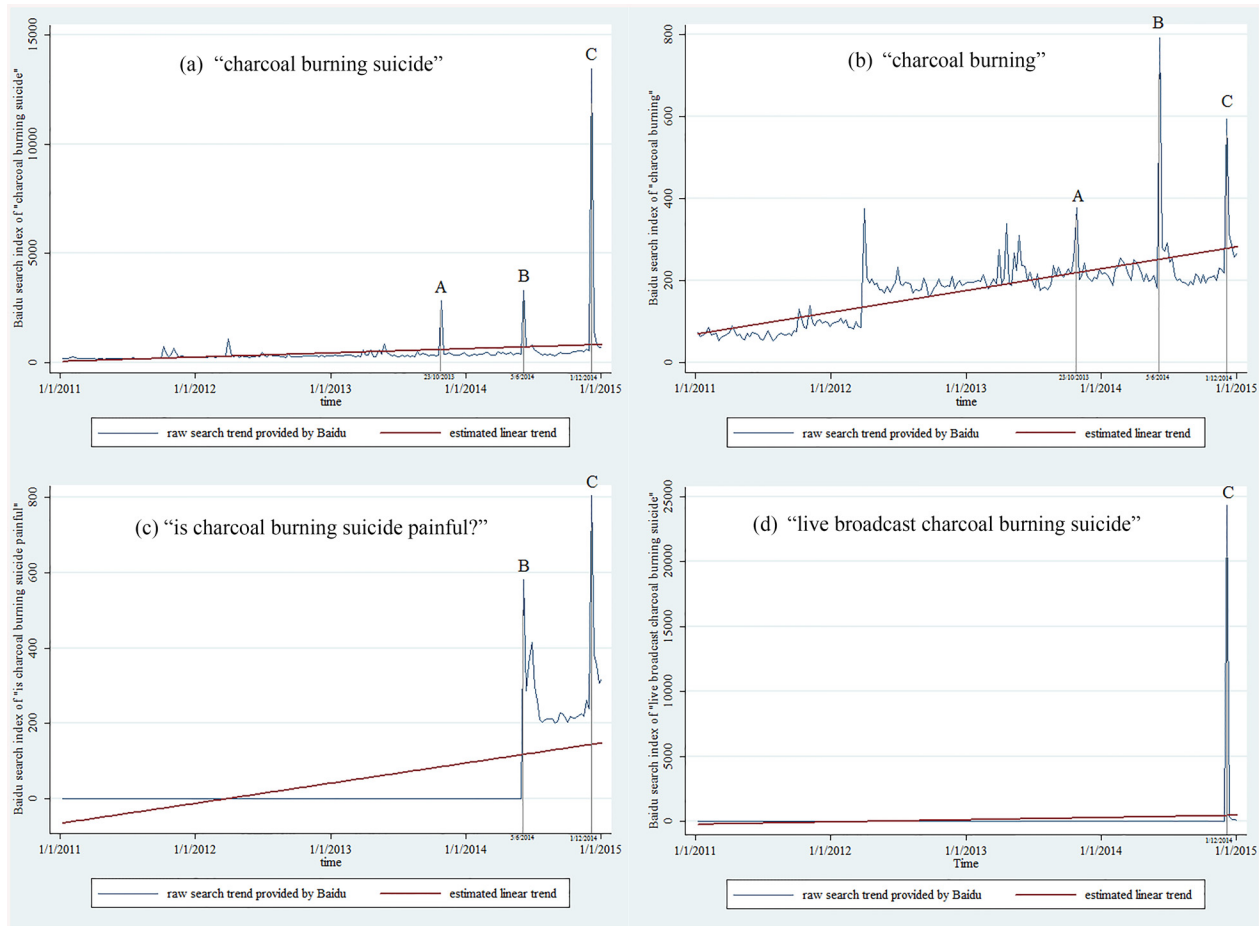 (a) “charcoal burning suicide”
Baidu search index of "charcoal burning suicide"
15000
10000
5000
0
A
B
C
23/10/2013
3/6/2014
1/12/2014
1/1/2011
1/1/2012
1/1/2013
1/1/2014
1/1/2015
time
raw search trend provided by Baidu
estimated linear trend
(b) “charcoal burning”
Baidu search index of "charcoal burning"
800
600
400
200
0
A
B
C
23/10/2013
3/6/2014
1/12/2014
1/1/2011
1/1/2012
1/1/2013
1/1/2014
1/1/2015
time
raw search trend provided by Baidu
estimated linear trend
(c) “is charcoal burning suicide painful?”
Baidu search index of "is charcoal burning suicide painful"
800
600
400
200
0
B
C
3/6/2014
1/12/2014
1/1/2011
1/1/2012
1/1/2013
1/1/2014
1/1/2015
time
raw search trend provided by Baidu
estimated linear trend
(d) “live broadcast charcoal burning suicide”
Baidu search index of "live broadcast charcoal burning suicide"
25000
20000
15000
10000
5000
0
C
1/12/2014
1/1/2011
1/1/2012
1/1/2013
1/1/2014
1/1/2015
Time
raw search trend provided by Baidu
estimated linear trend